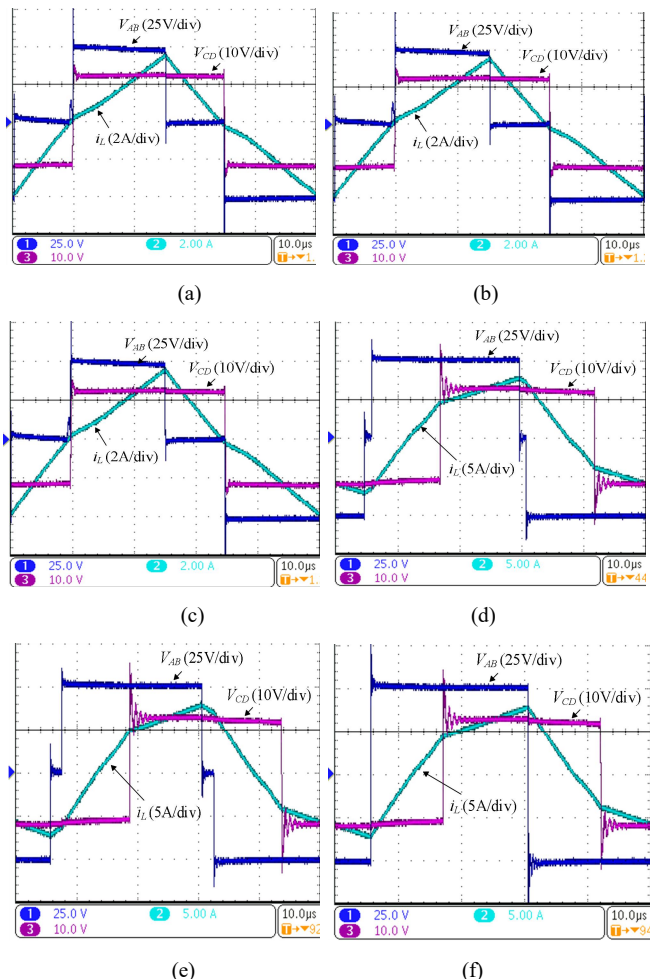 V_AB (25V/div)
V_CD (10V/div)
i_L (2A/div)
1 25.0 V 2 2.00 A 10.0µs
3 10.0 V T→▼1.
(a)
V_AB (25V/div)
V_CD (10V/div)
i_L (2A/div)
1 25.0 V 2 2.00 A 10.0µs
3 10.0 V T→▼1.
(b)
V_AB (25V/div)
V_CD (10V/div)
i_L (2A/div)
1 25.0 V 2 2.00 A 10.0µs
3 10.0 V T→▼1.
(c)
V_AB (25V/div)
V_CD (10V/div)
i_L (5A/div)
1 25.0 V 2 5.00 A 10.0µs
3 10.0 V T→▼44
(d)
V_AB (25V/div)
V_CD (10V/div)
i_L (5A/div)
1 25.0 V 2 5.00 A 10.0µs
3 10.0 V T→▼92
(e)
V_AB (25V/div)
V_CD (10V/div)
i_L (5A/div)
1 25.0 V 2 5.00 A 10.0µs
3 10.0 V T→▼94
(f)